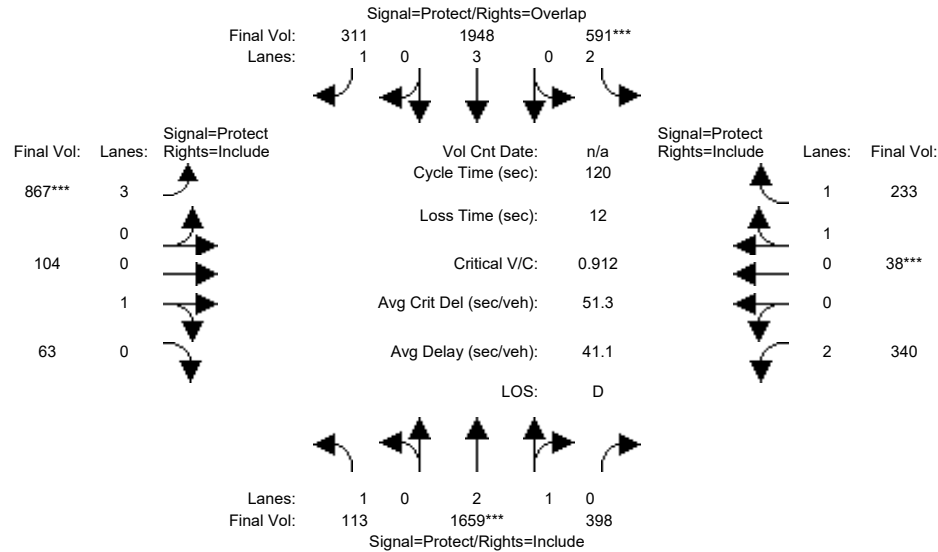 Signal=Protect/Rights=Overlap
Final Vol: 311 1948 591***
Lanes: 1 0 3 0 2
Signal=Protect Signal=Protect
Final Vol: Lanes: Rights=Include Vol Cnt Date: n/a Rights=Include Lanes: Final Vol:
Cycle Time (sec): 120
867*** 3 1 233
Loss Time (sec): 12
0 1
104 0 Critical V/C: 0.912 0 38***
1 Avg Crit Del (sec/veh): 51.3 0
63 0 Avg Delay (sec/veh): 41.1 2 340
LOS: D
Lanes: 1 0 2 1 0
Final Vol: 113 1659*** 398
Signal=Protect/Rights=Include